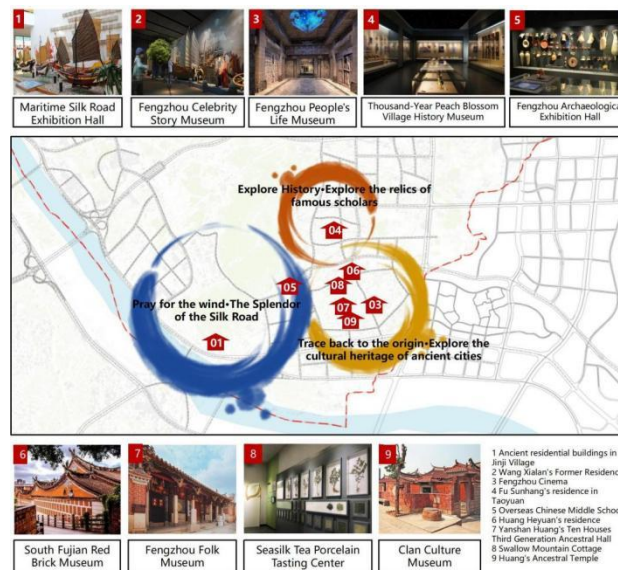 1
2
3
4
5
Maritime Silk Road
Exhibition Hall
Fengzhou Celebrity
Story Museum
Fengzhou People's
Life Museum
Thousand-Year Peach Blossom
Village History Museum
Fengzhou Archaeological
Exhibition Hall
Explore History•Explore the relics of
famous scholars
04
06
05
08
Pray for the wind•The Splendor
of the Silk Road
07
03
09
01
Trace back to the origin•Explore the
cultural heritage of ancient cities
6
7
8
9
South Fujian Red
Brick Museum
Fengzhou Folk
Museum
Seasilk Tea Porcelain
Tasting Center
Clan Culture
Museum
1 Ancient residential buildings in
Jinji Village
2 Wang Xialan's Former Residence
3 Fengzhou Cinema
4 Fu Sunhang's residence in
Taoyuan
5 Overseas Chinese Middle School
6 Huang Heyuan's residence
7 Yanshan Huang's Ten Houses
Third Generation Ancestral Hall
8 Swallow Mountain Cottage
9 Huang's Ancestral Temple